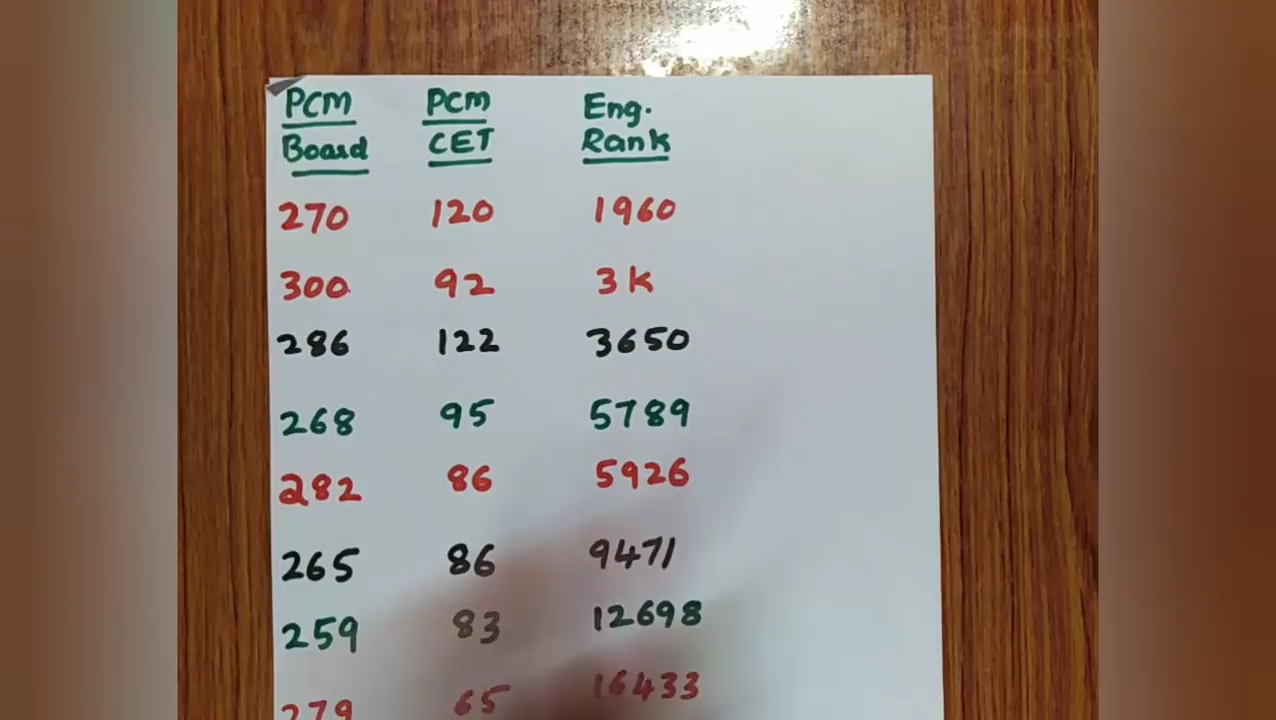 PCM PCM Eng.
Board CET Rank
270 120 1960
300 92 3K
286 122 3650
268 95 5789
282 86 5926
265 86 9471
259 83 12698
279 65 16433